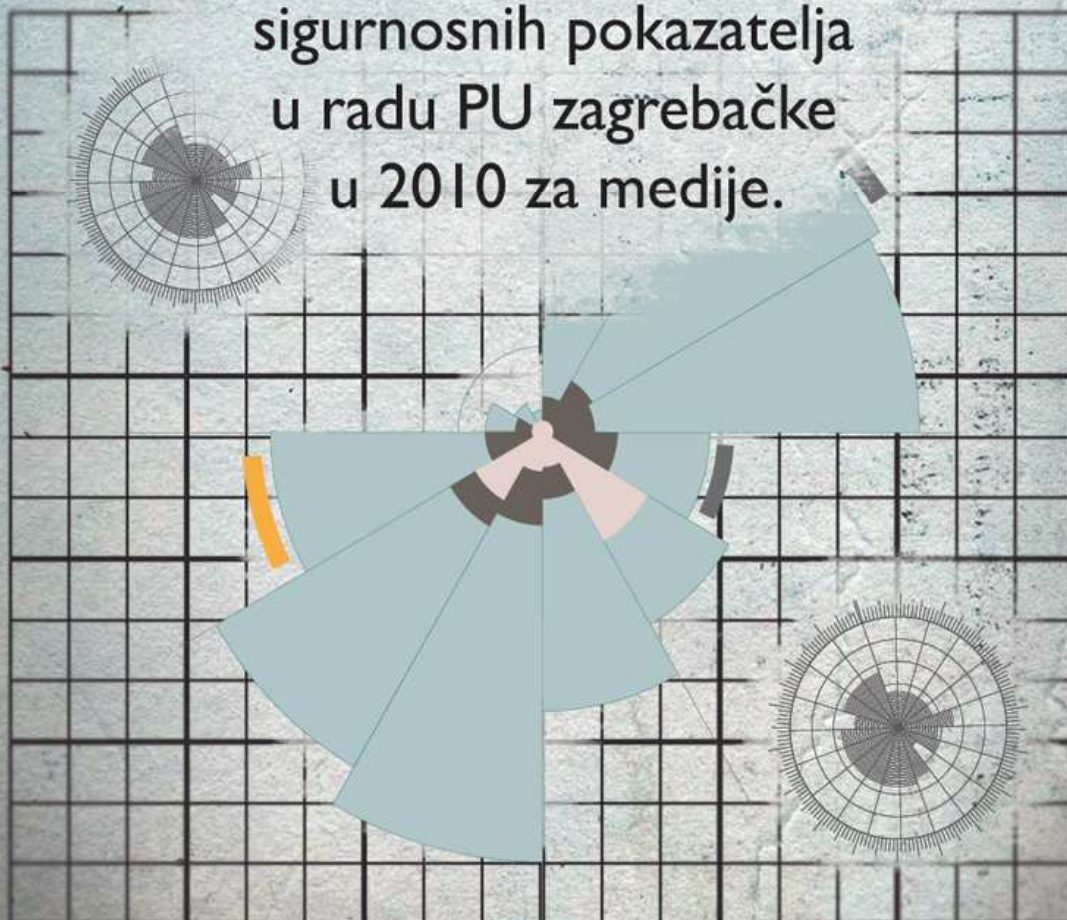 sigurnosnih pokazatelja
u radu PU zagrebačke
u 2010 za medije.